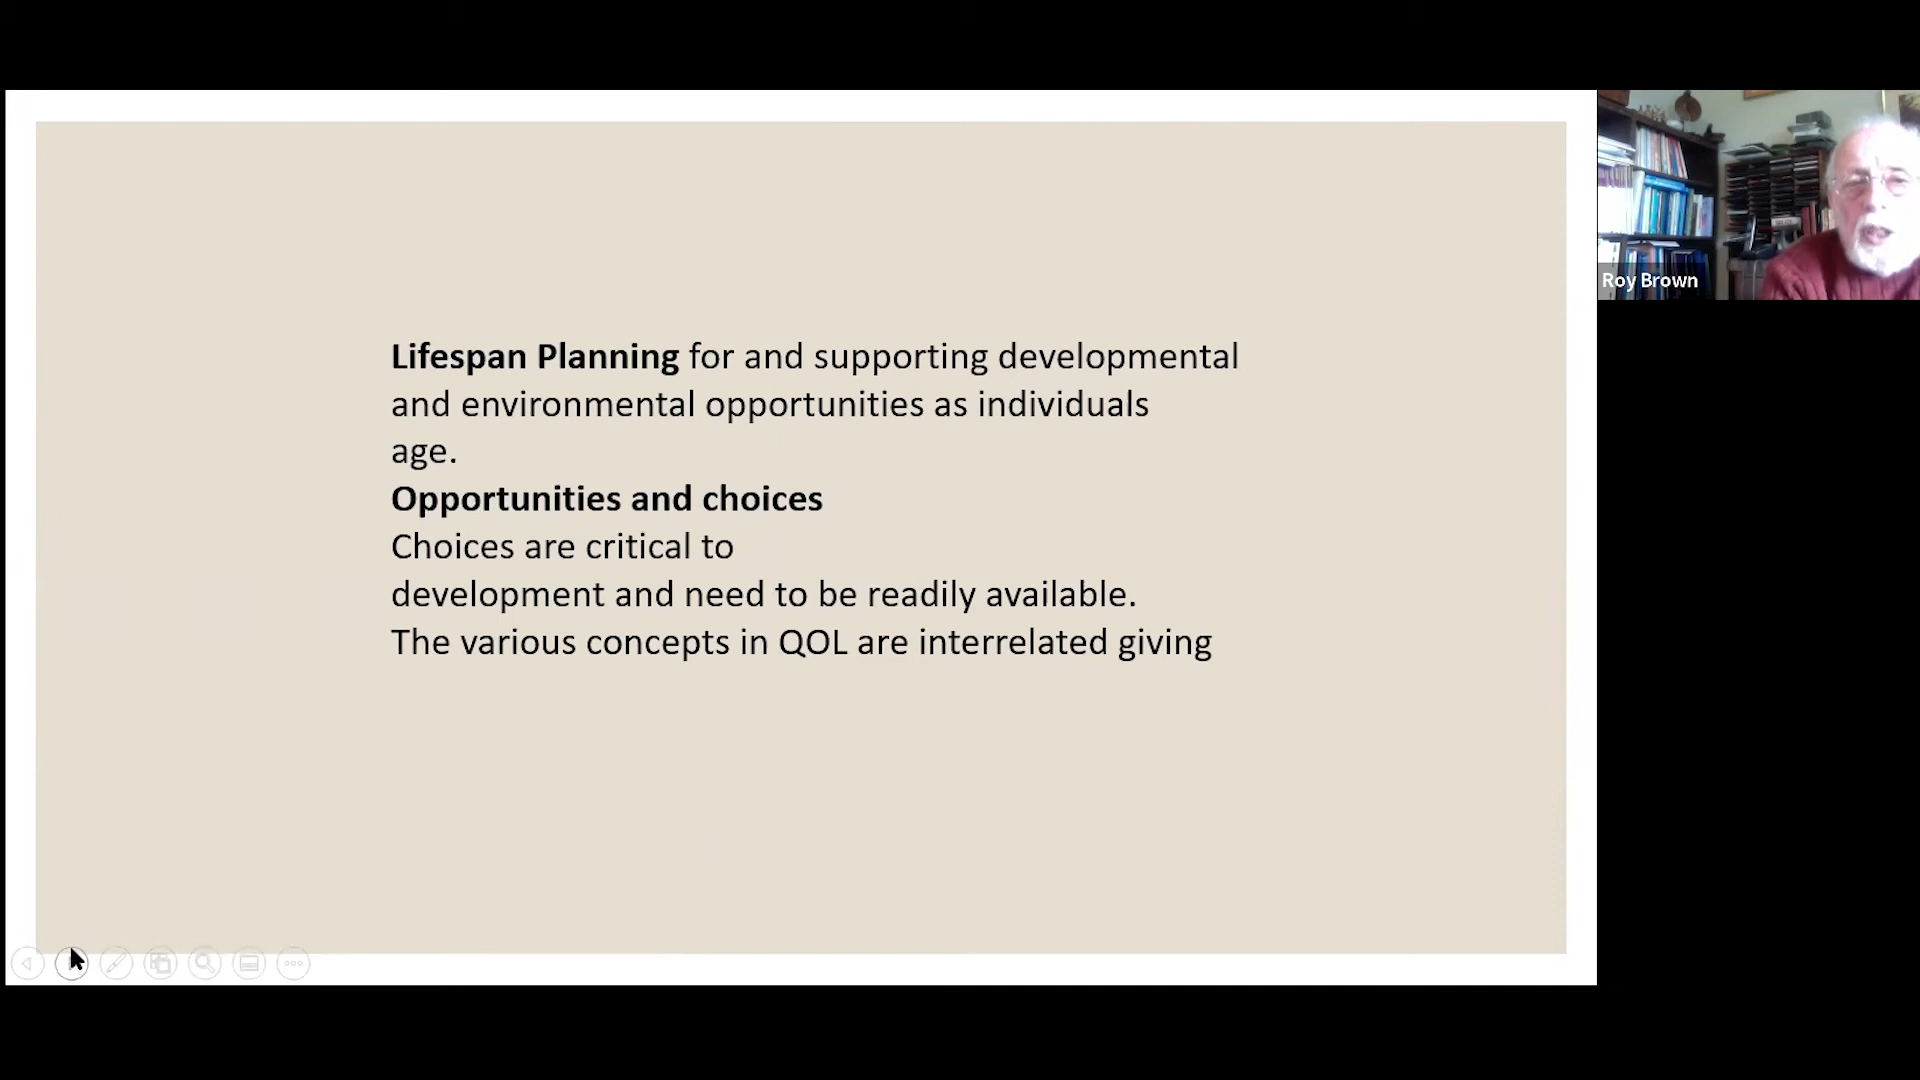 Lifespan Planning for and supporting developmental
and environmental opportunities as individuals
age.
Opportunities and choices
Choices are critical to
development and need to be readily available.
The various concepts in QOL are interrelated giving
Roy Brown